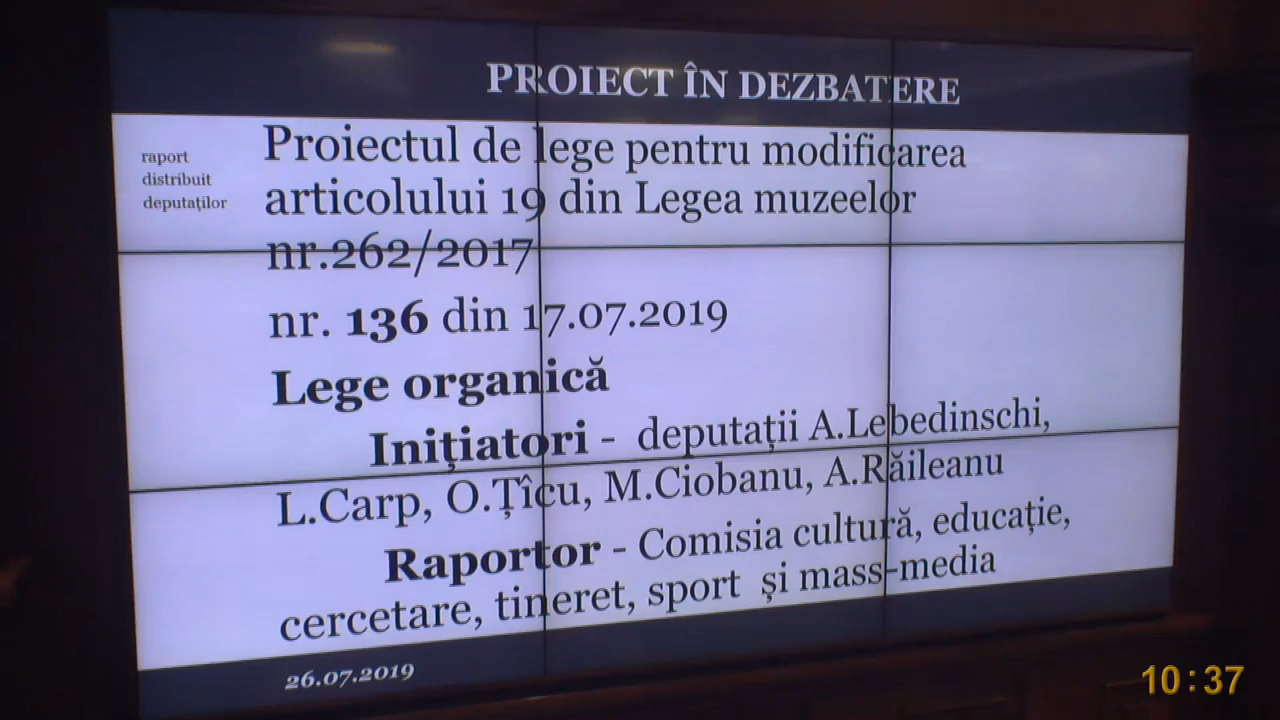 PROIECT ÎN DEZBATERE
raport
distribuit
deputaților
Proiectul de lege pentru modificarea
articolului 19 din Legea muzeelor
nr.262/2017
nr. 136 din 17.07.2019
Lege organică
Inițiatori - deputații A.Lebedinschi,
L.Carp, O.Țîcu, M.Ciobanu, A.Răileanu
Raportor - Comisia cultură, educație,
cercetare, tineret, sport și mass-media
26.07.2019
10:37